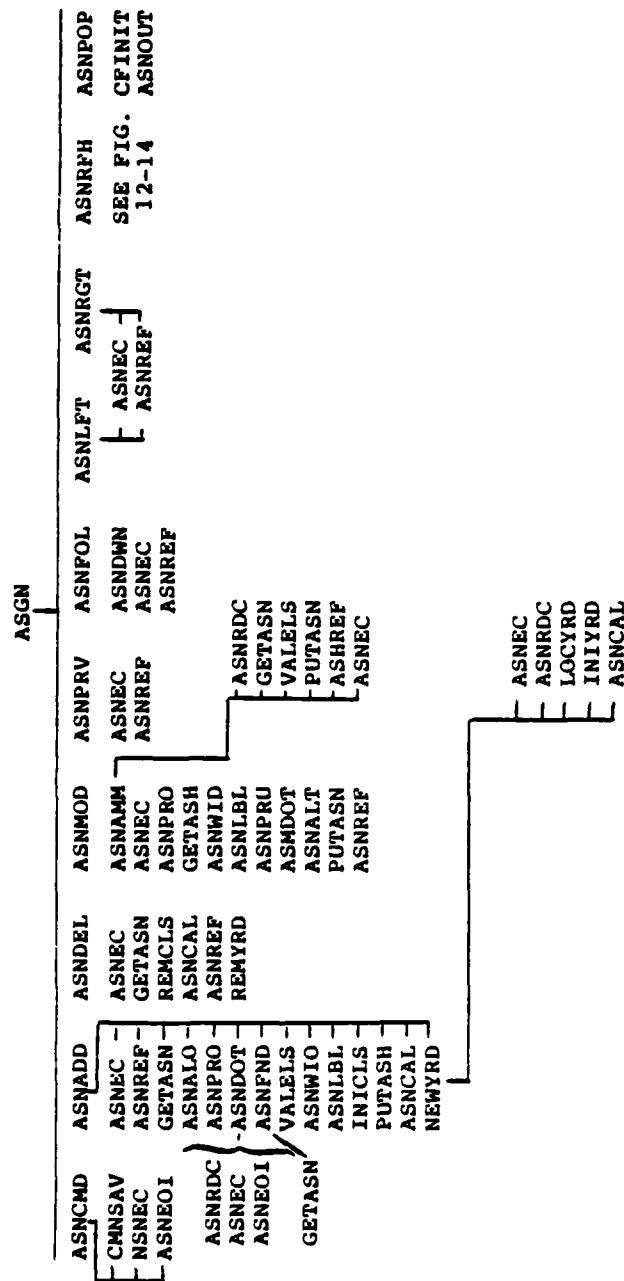 ASGN
ASNCMD
CMNSAV
NSNEC
ASNEOI
ASNADD
ASNEC
ASNREF
GETASN
ASNALO
ASNPRO
ASNDOT
ASNFND
VALELS
ASNWIO
ASNLBL
INICLS
PUTASH
ASNCAL
NEWYRD
ASNRDC
ASNEC
ASNEOI
GETASN
ASNDEL
ASNEC
GETASN
REMCLS
ASNCAL
ASNREF
REMYRD
ASNMOD
ASNAMM
ASNEC
ASNPRO
GETASH
ASNWID
ASNLBL
ASNPRU
ASMDOT
ASNALT
PUTASN
ASNREF
ASNPRV
ASNEC
ASNREF
ASNRDC
GETASN
VALELS
PUTASN
ASHREF
ASNEC
ASNFOL
ASNDWN
ASNEC
ASNREF
ASNEC
ASNRDC
LOCYRD
INIYRD
ASNCAL
ASNLFT
ASNRGT
ASNEC
ASNREF
ASNRFH
SEE FIG.
12-14
ASNPOP
CFINIT
ASNOUT